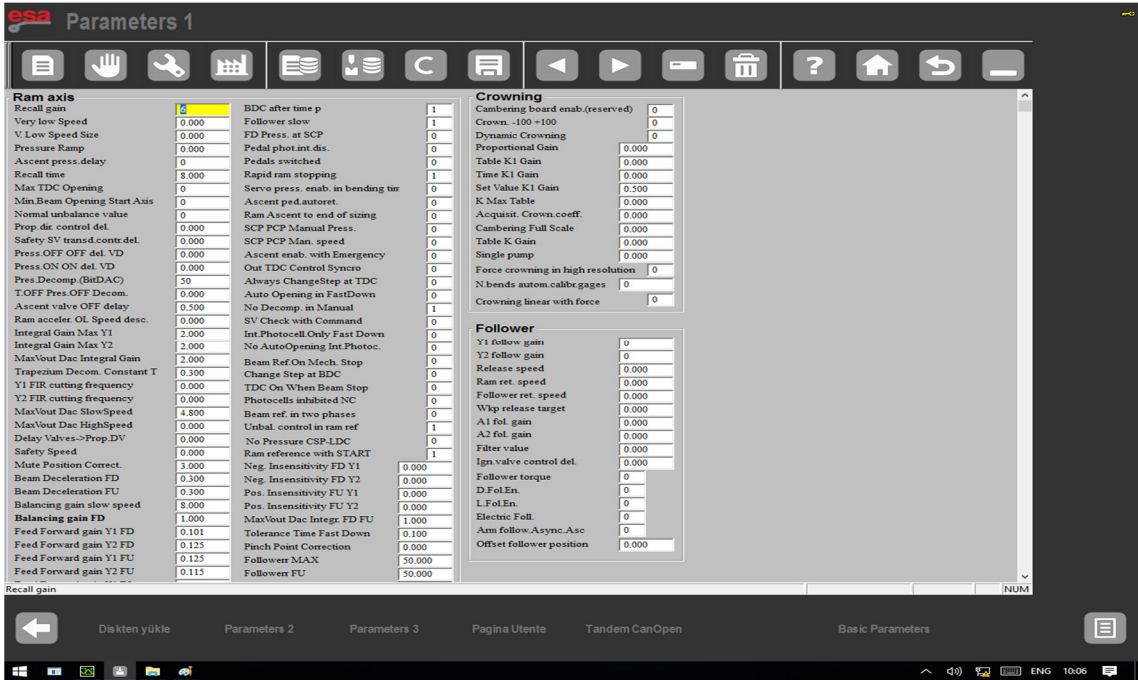 esa Parameters 1
Ram axis
Recall gain 6
Very low Speed 0.000
V. Low Speed Size 0.000
Pressure Ramp 0.000
Ascent press.delay 0
Recall time 8.000
Max TDC Opening 0
Min.Beam Opening Start Axis 0
Normal unbalance value 0
Prop.dir. control del. 0.000
Safety SV transd.contr.del. 0.000
Press.OFF OFF del. VD 0.000
Press.ON ON del. VD 0.000
Pres.Decomp.(BitDAC) 50
T.OFF Pres.OFF Decom. 0.000
Ascent valve OFF delay 0.500
Ram acceler. OL Speed desc. 0.000
Integral Gain Max Y1 2.000
Integral Gain Max Y2 2.000
MaxVout Dac Integral Gain 2.000
Trapezium Decom. Constant T 0.300
Y1 FIR cutting frequency 0.000
Y2 FIR cutting frequency 0.000
MaxVout Dac SlowSpeed 4.800
MaxVout Dac HighSpeed 0.000
Delay Valves->Prop.DV 0.000
Safety Speed 0.000
Mute Position Correct. 3.000
Beam Deceleration FD 0.300
Beam Deceleration FU 0.300
Balancing gain slow speed 8.000
Balancing gain FD 1.000
Feed Forward gain Y1 FD 0.101
Feed Forward gain Y2 FD 0.125
Feed Forward gain Y1 FU 0.125
Feed Forward gain Y2 FU 0.115
BDC after time p 1
Follower slow 1
FD Press. at SCP 0
Pedal phot.int.dis. 0
Pedals switched 0
Rapid ram stopping 1
Servo press. enab. in bending tim 0
Ascent ped.autoret. 0
Ram Ascent to end of sizing 0
SCP PCP Manual Press. 0
SCP PCP Man. speed 0
Ascent enab. with Emergency 0
Out TDC Control Syncro 0
Always ChangeStep at TDC 0
Auto Opening in FastDown 0
No Decomp. in Manual 1
SV Check with Command 0
Int.Photocell.Only Fast Down 0
No AutoOpening Int.Photoc. 0
Beam Ref.On Mech. Stop 0
Change Step at BDC 0
TDC On When Beam Stop 0
Photocells inhibited NC 0
Beam ref. in two phases 0
Unbal. control in ram ref 1
No Pressure CSP-LDC 0
Ram reference with START 1
Neg. Insensitivity FD Y1 0.000
Neg. Insensitivity FD Y2 0.000
Pos. Insensitivity FU Y1 0.000
Pos. Insensitivity FU Y2 0.000
MaxVout Dac Integr. FD FU 1.000
Tolerance Time Fast Down 0.100
Pinch Point Correction 0.000
Followerr MAX 50.000
Followerr FU 50.000
Crowning
Cambering board enab.(reserved) 0
Crown. -100 +100 0
Dynamic Crowning 0
Proportional Gain 0.000
Table K1 Gain 0.000
Time K1 Gain 0.000
Set Value K1 Gain 0.500
K Max Table 0.000
Acquisit. Crown.coeff. 0.000
Cambering Full Scale 0.000
Table K Gain 0.000
Single pump 0.000
Force crowning in high resolution 0
N.bends autom.calibr.gages 0
Crowning linear with force 0
Follower
Y1 follow gain 0
Y2 follow gain 0
Release speed 0.000
Ram ret. speed 0.000
Follower ret. speed 0.000
Wkp release target 0.000
A1 fol. gain 0.000
A2 fol. gain 0.000
Filter value 0.000
Ign.valve control del. 0.000
Follower torque 0
D.Fol.En. 0
L.Fol.En. 0
Electric Foll. 0
Arm follow.Async.Asc 0
Offset follower position 0.000
Recall gain NUM
Diskten yükle Parameters 2 Parameters 3 Pagina Utente Tandem CanOpen Basic Parameters
ENG 10:06